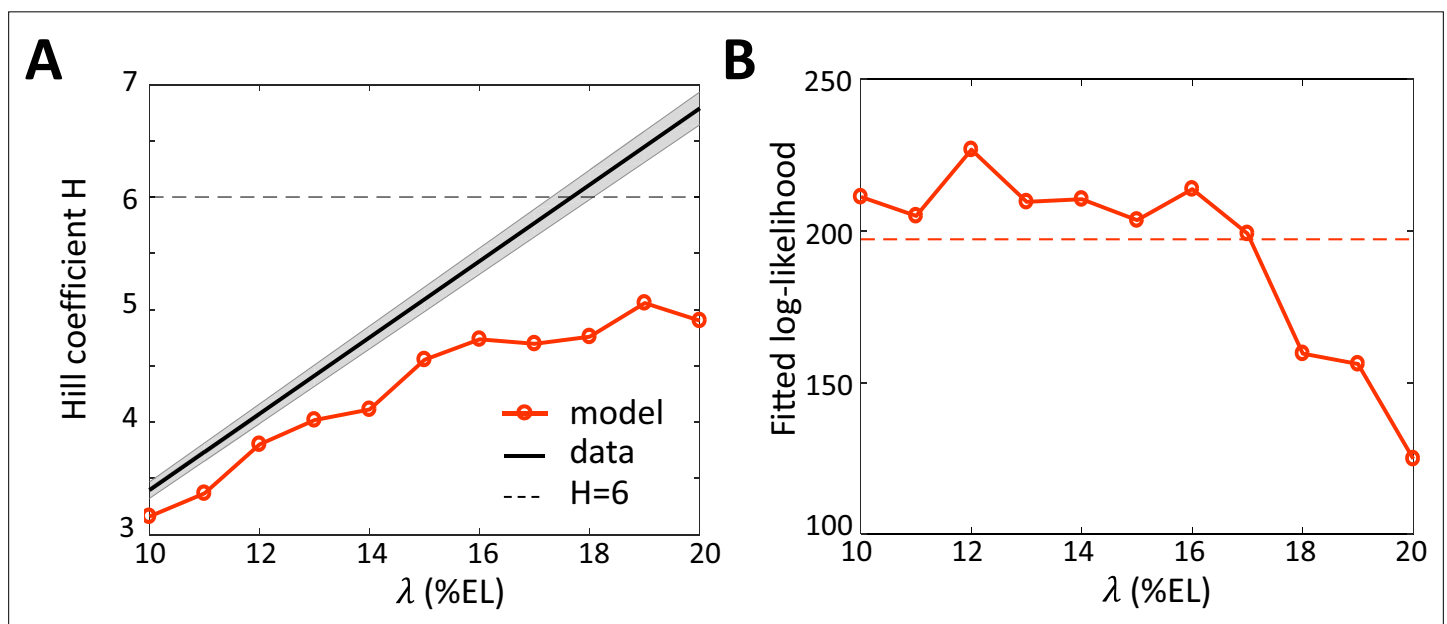 A
Hill coefficient H
7
6
5
4
3
10
12
14
16
18
20
λ (%EL)
model
data
H=6
B
Fitted log-likelihood
250
200
150
100
10
12
14
16
18
20
λ (%EL)